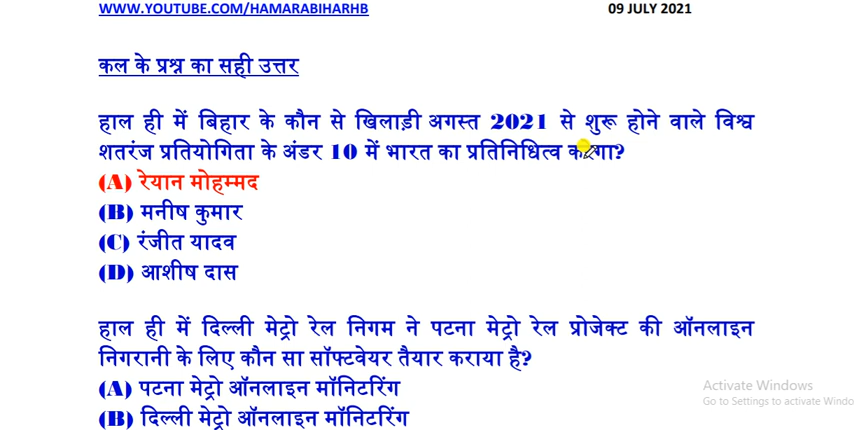 WWW.YOUTUBE.COM/HAMARABIHARHB 09 JULY 2021
कल के प्रश्न का सही उत्तर
हाल ही में बिहार के कौन से खिलाड़ी अगस्त 2021 से शुरू होने वाले विश्व
शतरंज प्रतियोगिता के अंडर 10 में भारत का प्रतिनिधित्व करेगा?
(A) रेयान मोहम्मद
(B) मनीष कुमार
(C) रंजीत यादव
(D) आशीष दास
हाल ही में दिल्ली मेट्रो रेल निगम ने पटना मेट्रो रेल प्रोजेक्ट की ऑनलाइन
निगरानी के लिए कौन सा सॉफ्टवेयर तैयार कराया है?
(A) पटना मेट्रो ऑनलाइन मॉनिटरिंग
(B) दिल्ली मेट्रो ऑनलाइन मॉनिटरिंग
Activate Windows
Go to Settings to activate Windo